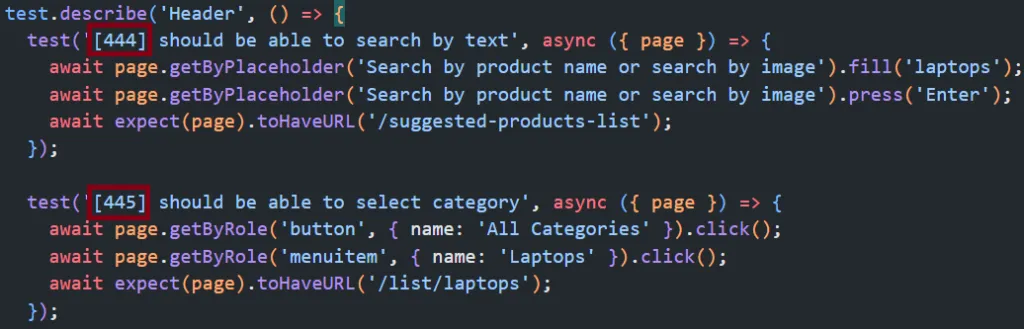 test.describe('Header', () => {
  test('[444] should be able to search by text', async ({ page }) => {
    await page.getByPlaceholder('Search by product name or search by image').fill('laptops');
    await page.getByPlaceholder('Search by product name or search by image').press('Enter');
    await expect(page).toHaveURL('/suggested-products-list');
  });

  test('[445] should be able to select category', async ({ page }) => {
    await page.getByRole('button', { name: 'All Categories' }).click();
    await page.getByRole('menuitem', { name: 'Laptops' }).click();
    await expect(page).toHaveURL('/list/laptops');
  });